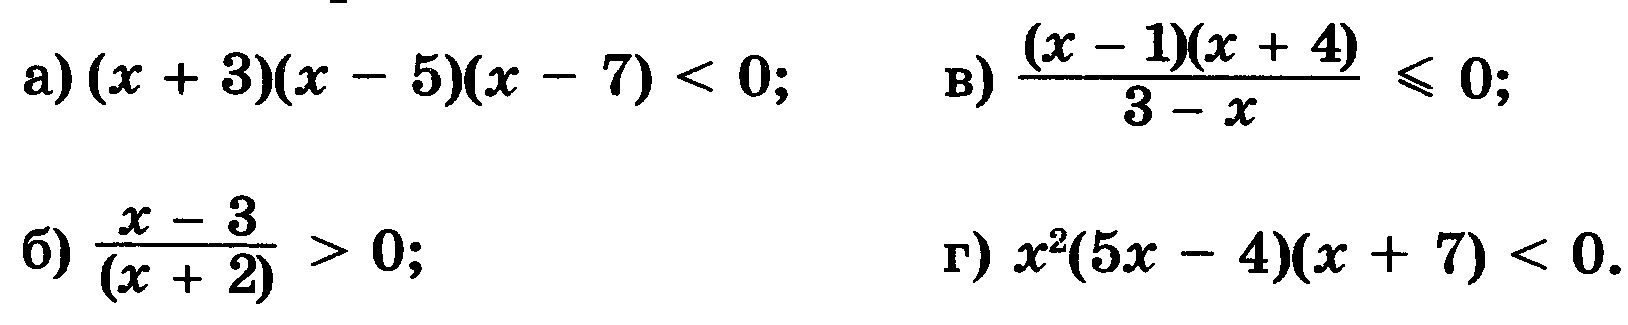 а) (x + 3)(x − 5)(x − 7) < 0;
в) (x − 1)(x + 4) / 3 − x ⩽ 0;
б) x − 3 / (x + 2) > 0;
г) x²(5x − 4)(x + 7) < 0.